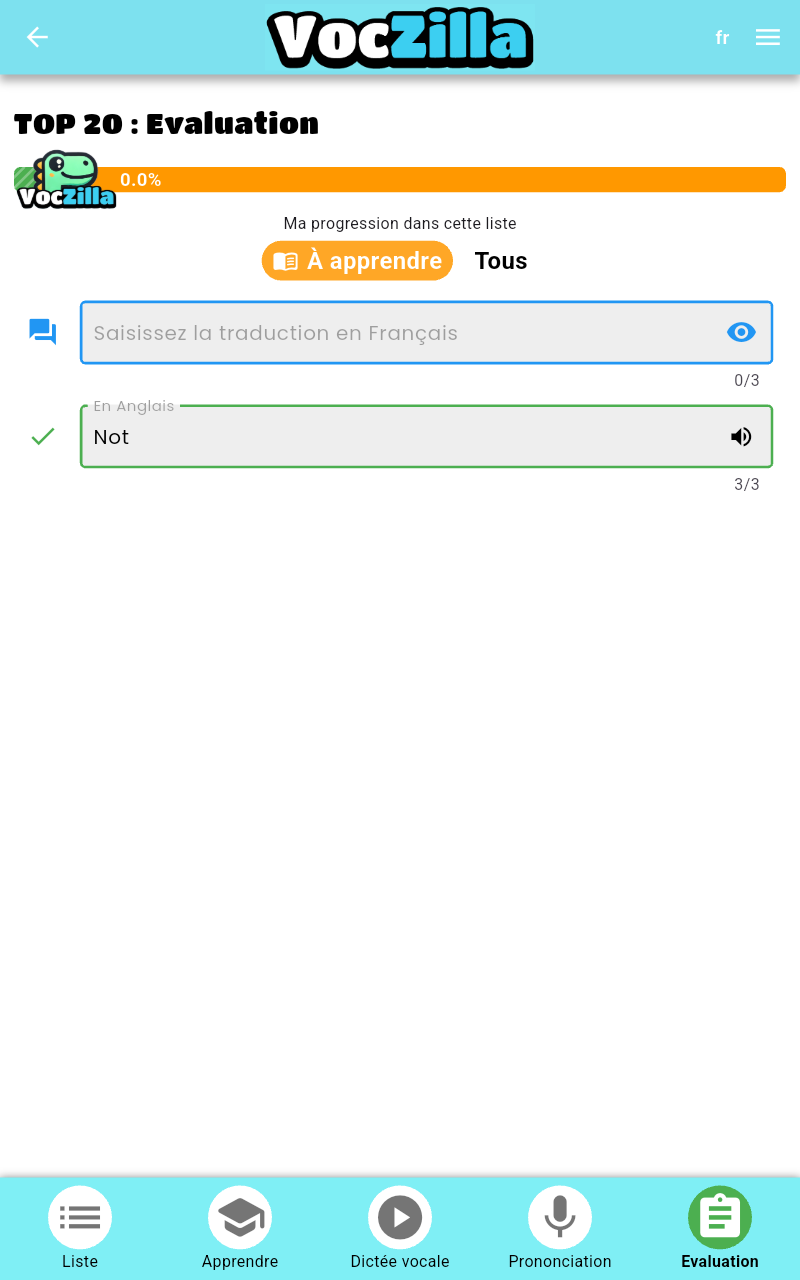 VocZilla
fr
TOP 20 : Evaluation
VocZilla
0.0%
Ma progression dans cette liste
À apprendre
Tous
Saisissez la traduction en Français
0/3
En Anglais
Not
3/3
Liste
Apprendre
Dictée vocale
Prononciation
Evaluation